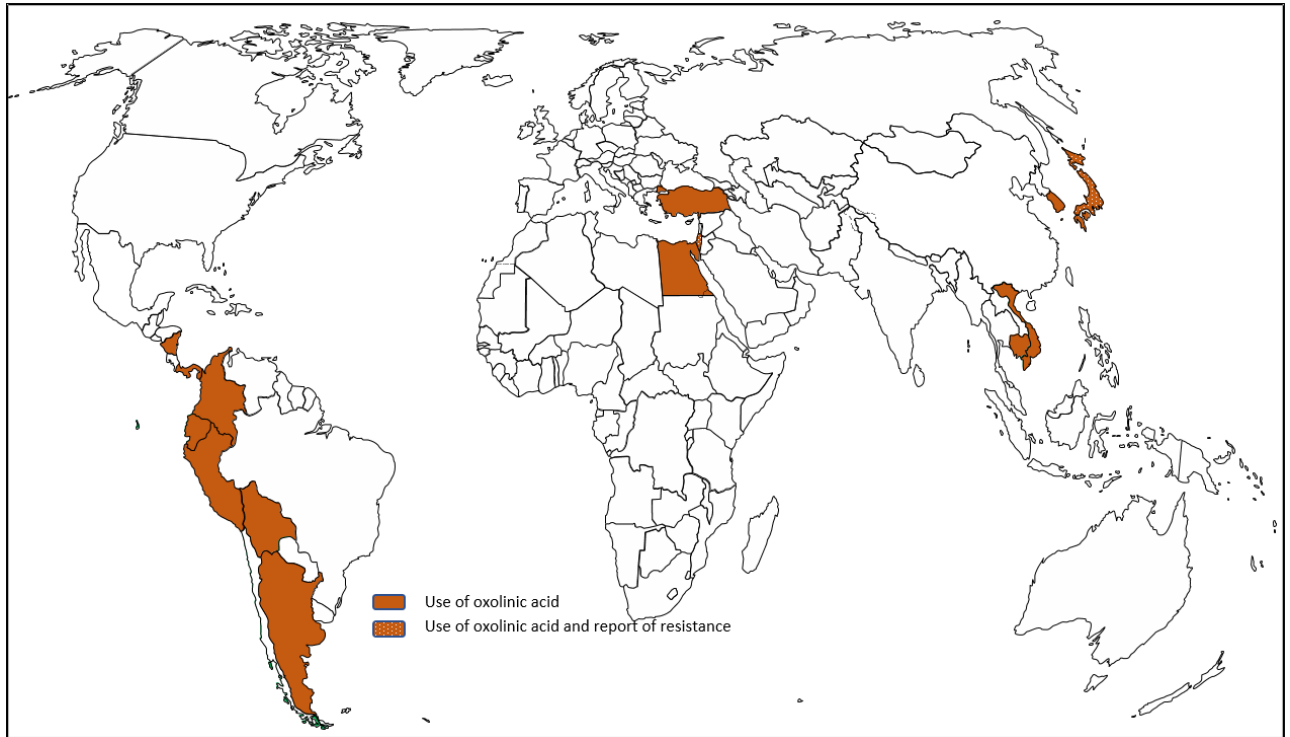 Use of oxolinic acid
Use of oxolinic acid and report of resistance